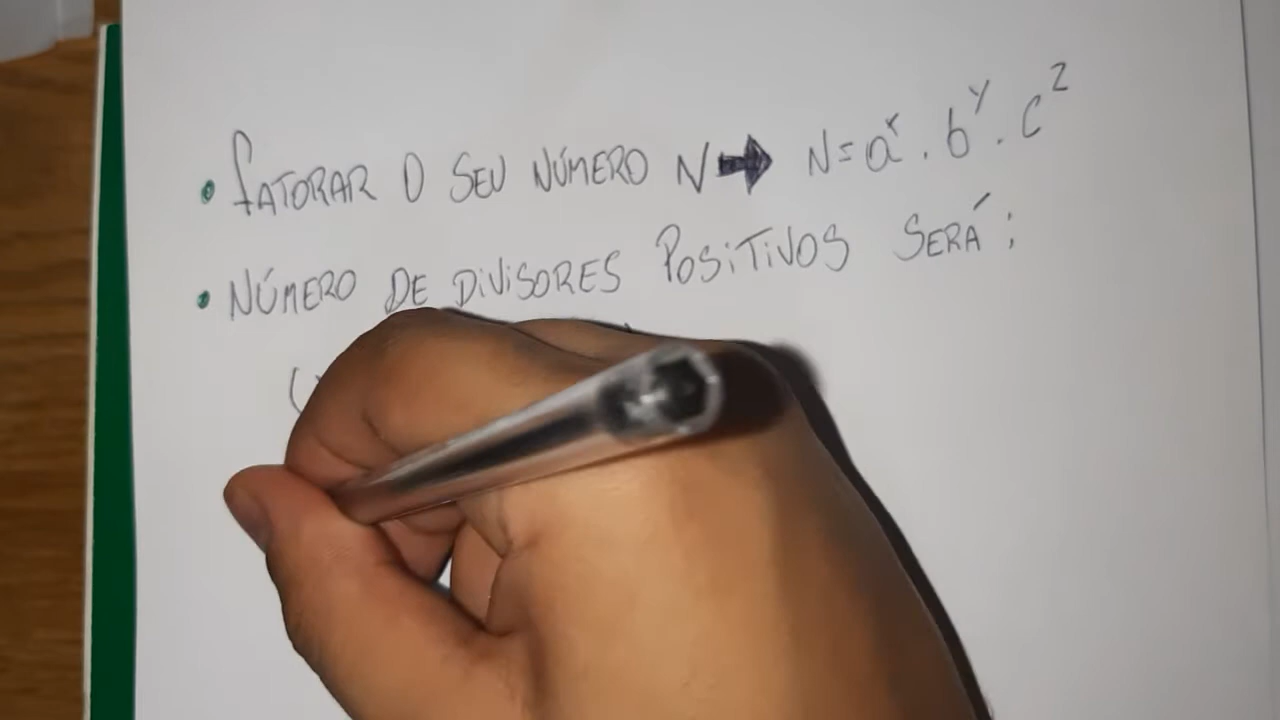 • FATORAR O SEU NÚMERO N ➡ N = a^x . b^y . c^z
• NÚMERO DE DIVISORES POSITIVOS SERÁ :
(